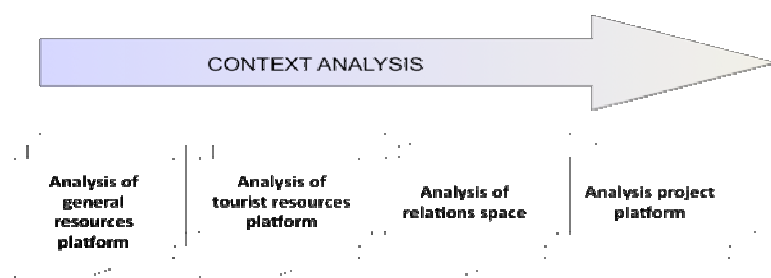 CONTEXT ANALYSIS
Analysis of
general
resources
platform
Analysis of
tourist resources
platform
Analysis of
relations space
Analysis project
platform